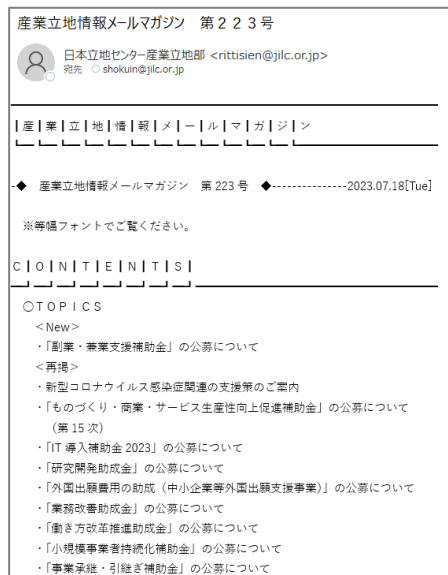 産業立地情報メールマガジン　第２２３号
日本立地センター産業立地部 <rittisien@jilc.or.jp>
宛先　○ shokuin@jilc.or.jp
┃産┃業┃立┃地┃情┃報┃メ┃ー┃ル┃マ┃ガ┃ジ┃ン
-◆　産業立地情報メールマガジン　第 223 号　◆---------------2023.07.18[Tue]
※等幅フォントでご覧ください。
C┃O┃N┃T┃E┃N┃T┃S┃
○ＴＯＰＩＣＳ
＜New＞
・「副業・兼業支援補助金」の公募について
＜再掲＞
・新型コロナウイルス感染症関連の支援策のご案内
・「ものづくり・商業・サービス生産性向上促進補助金」の公募について
（第 15 次）
・「IT 導入補助金 2023」の公募について
・「研究開発助成金」の公募について
・「外国出願費用の助成（中小企業等外国出願支援事業）」の公募について
・「業務改善助成金」の公募について
・「働き方改革推進助成金」の公募について
・「小規模事業者持続化補助金」の公募について
・「事業承継・引継ぎ補助金」の公募について